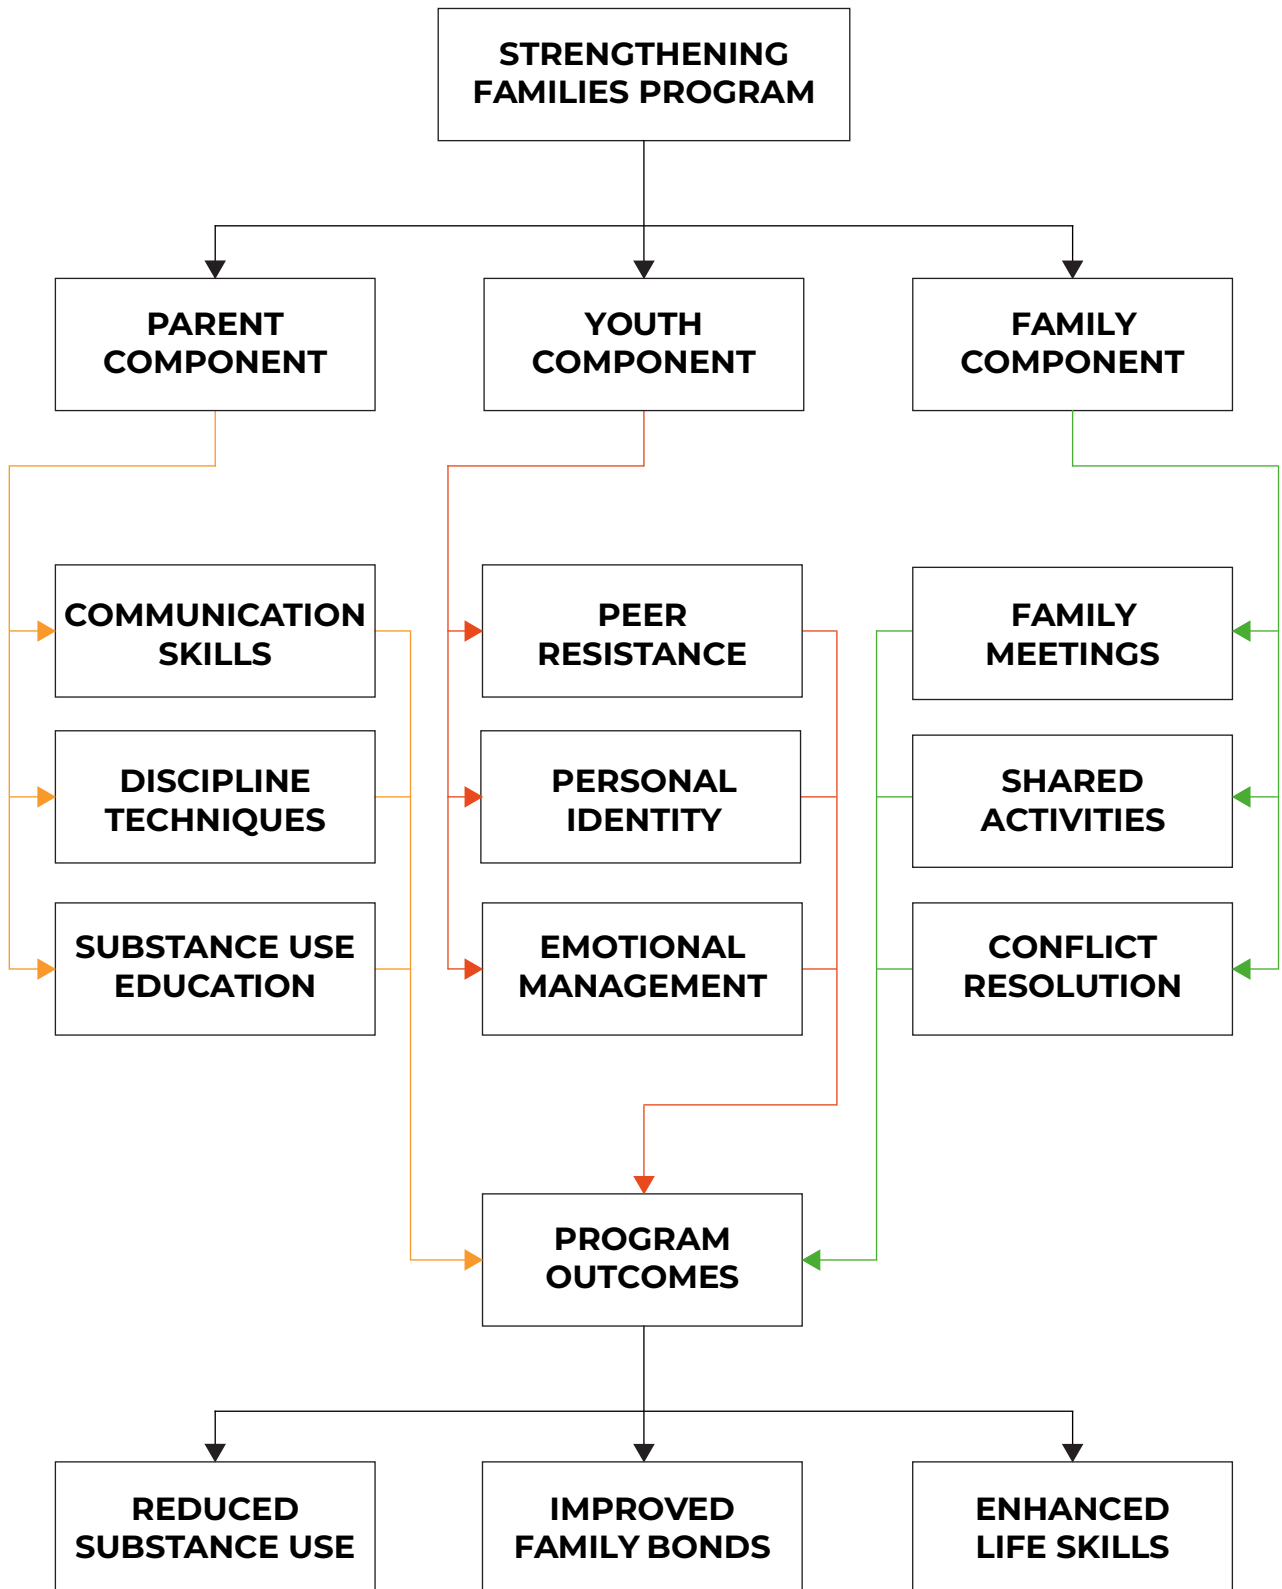 STRENGTHENING
FAMILIES PROGRAM
PARENT
COMPONENT
YOUTH
COMPONENT
FAMILY
COMPONENT
COMMUNICATION
SKILLS
PEER
RESISTANCE
FAMILY
MEETINGS
DISCIPLINE
TECHNIQUES
PERSONAL
IDENTITY
SHARED
ACTIVITIES
SUBSTANCE USE
EDUCATION
EMOTIONAL
MANAGEMENT
CONFLICT
RESOLUTION
PROGRAM
OUTCOMES
REDUCED
SUBSTANCE USE
IMPROVED
FAMILY BONDS
ENHANCED
LIFE SKILLS